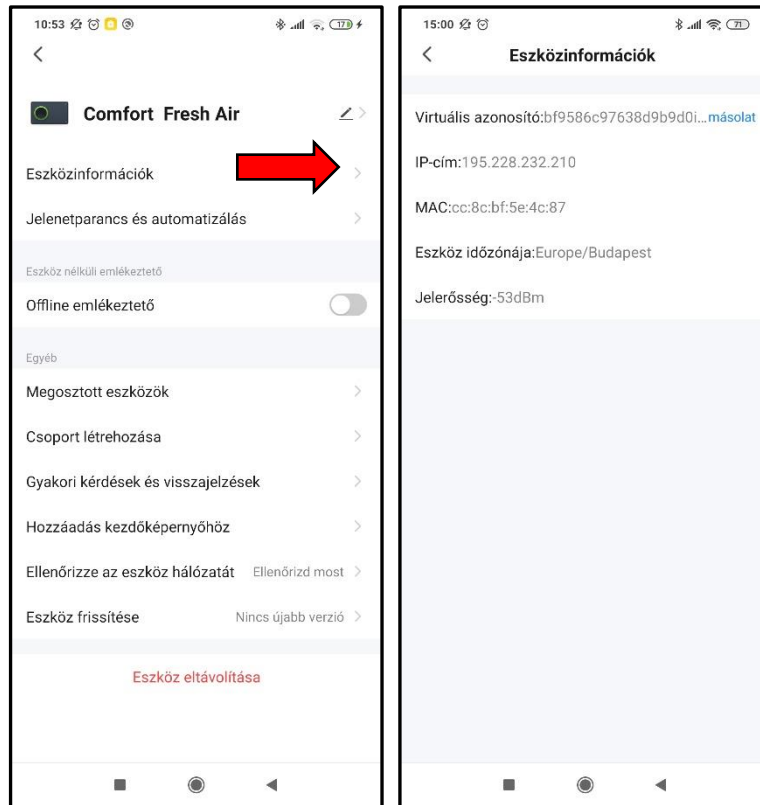 10:53
17
Comfort Fresh Air
Eszközinformációk
Jelenetparancs és automatizálás
Eszköz nélküli emlékeztető
Offline emlékeztető
Egyéb
Megosztott eszközök
Csoport létrehozása
Gyakori kérdések és visszajelzések
Hozzáadás kezdőképernyőhöz
Ellenőrizze az eszköz hálózatát Ellenőrizd most
Eszköz frissítése Nincs újabb verzió
Eszköz eltávolítása
15:00
71
Eszközinformációk
Virtuális azonosító:bf9586c97638d9b9d0i...másolat
IP-cím:195.228.232.210
MAC:cc:8c:bf:5e:4c:87
Eszköz időzónája:Europe/Budapest
Jelerősség:-53dBm